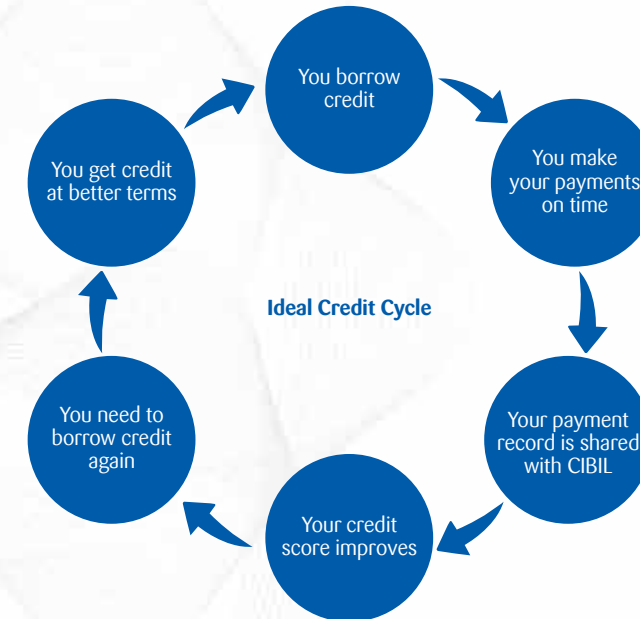 You borrow
credit
You make
your payments
on time
Your payment
record is shared
with CIBIL
Your credit
score improves
You need to
borrow credit
again
You get credit
at better terms
Ideal Credit Cycle